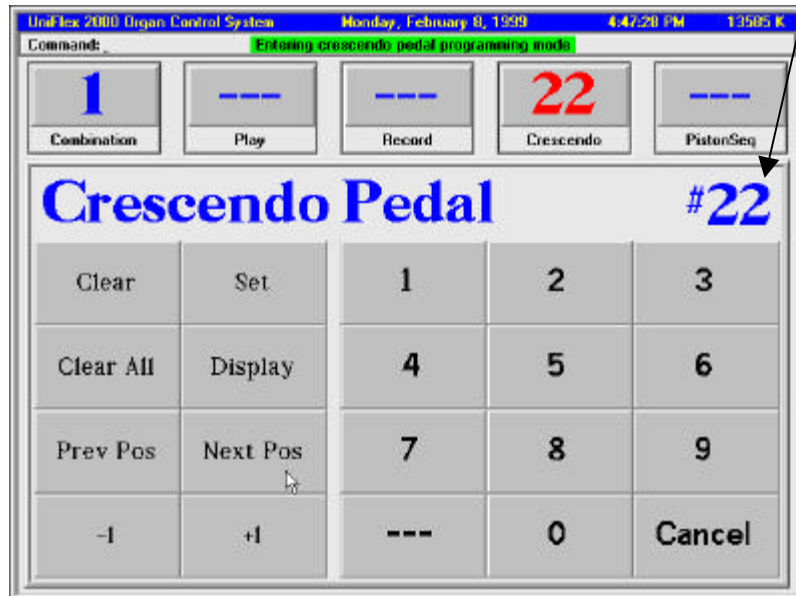 UniFlex 2000 Organ Control System Monday, February 8, 1999 4:47:28 PM 13585 K
Command: _ Entering crescendo pedal programming mode
1 --- --- 22 ---
Combination Play Record Crescendo PistonSeq
Crescendo Pedal #22
Clear Set 1 2 3
Clear All Display 4 5 6
Prev Pos Next Pos 7 8 9
-1 +1 --- 0 Cancel